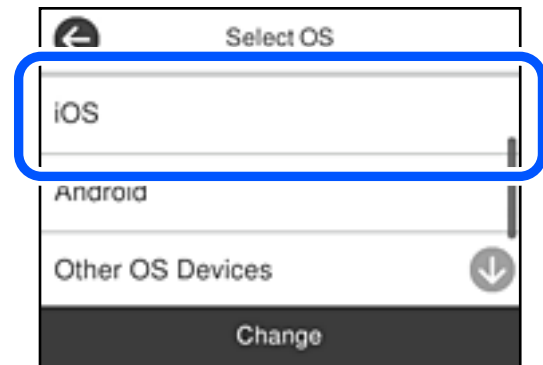 Select OS
iOS
Android
Other OS Devices
Change